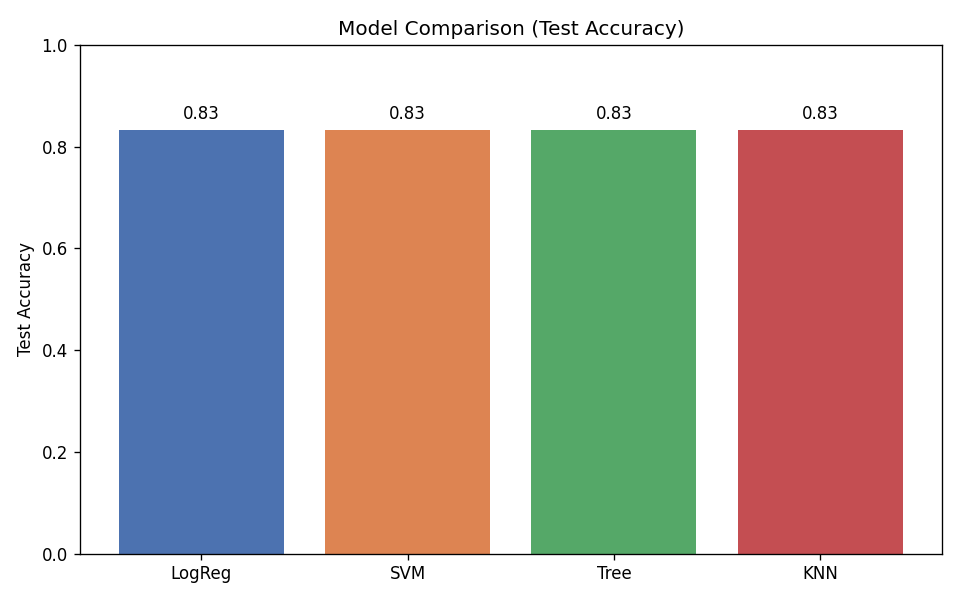 Model Comparison (Test Accuracy)
1.0
0.8
0.6
0.4
0.2
0.0
Test Accuracy
0.83 0.83 0.83 0.83
LogReg SVM Tree KNN